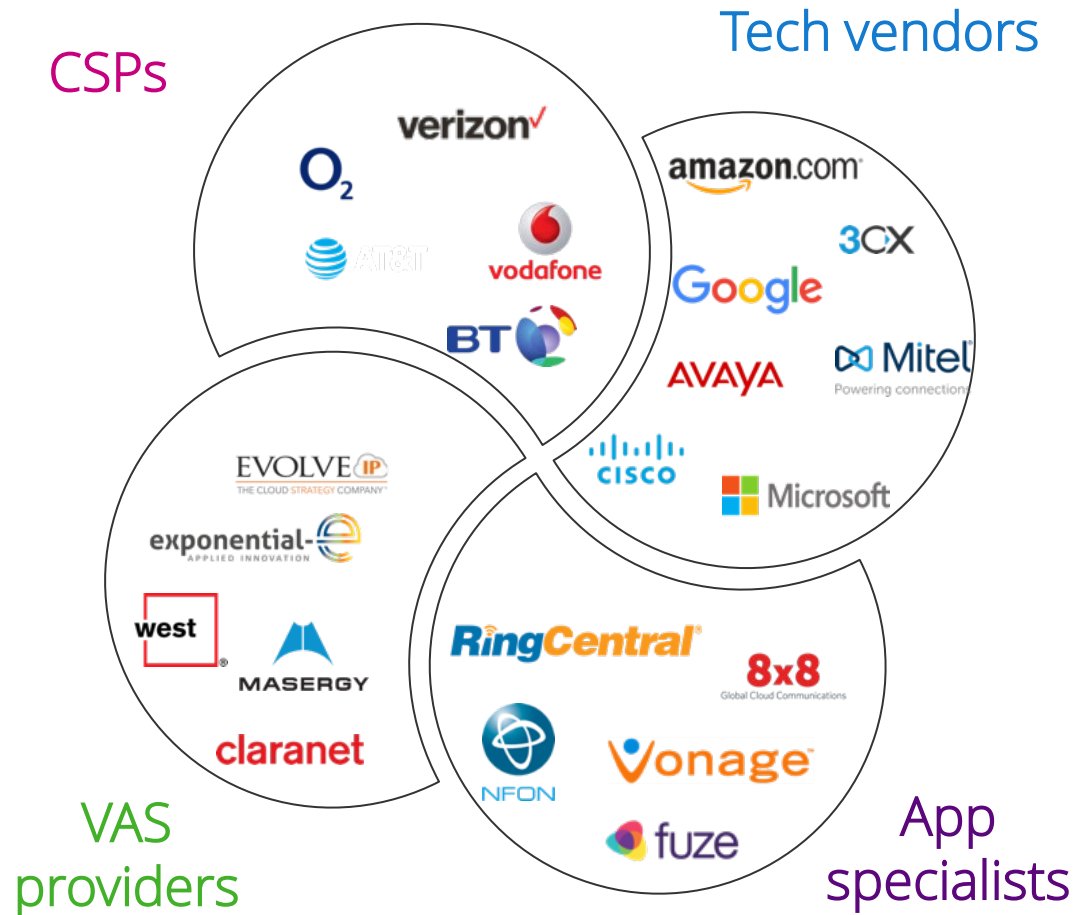 CSPs
Tech vendors
verizon
O2
AT&T
vodafone
BT
amazon.com
3CX
Google
AVAYA
Mitel
Powering connections
CISCO
Microsoft
EVOLVE IP
THE CLOUD STRATEGY COMPANY™
exponential-e
APPLIED INNOVATION
west®
MASERGY
claranet
RingCentral®
8x8
Global Cloud Communications
NFON
Vonage™
fuze
VAS
providers
App
specialists